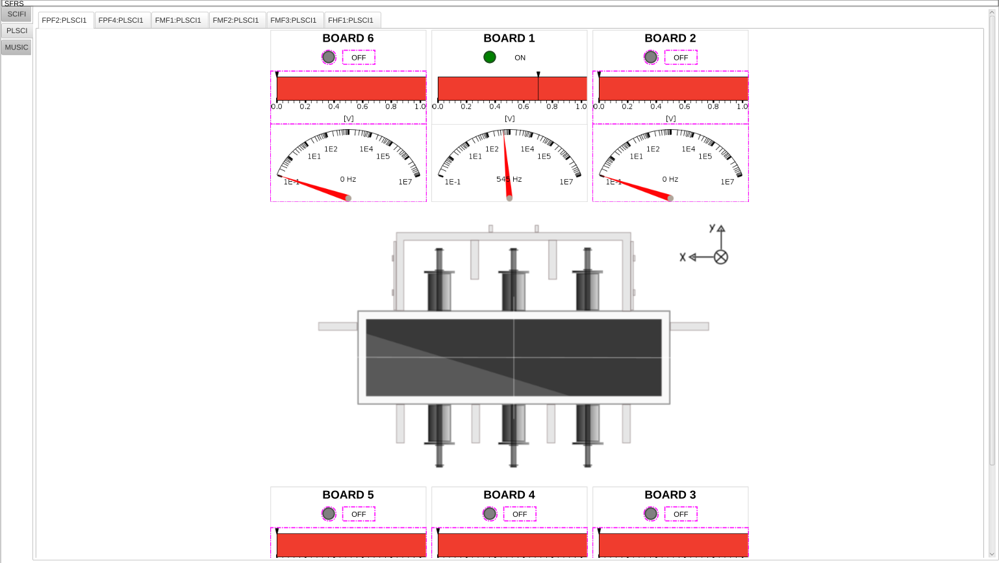 SFRS
SCIFI
PLSCI
MUSIC
FPF2:PLSCI1 FPF4:PLSCI1 FMF1:PLSCI1 FMF2:PLSCI1 FMF3:PLSCI1 FHF1:PLSCI1
BOARD 6 BOARD 1 BOARD 2
OFF ON OFF
0.0 0.2 0.4 0.6 0.8 1.0 0.0 0.2 0.4 0.6 0.8 1.0 0.0 0.2 0.4 0.6 0.8 1.0
[V] [V] [V]
1E2 1E4 1E2 1E4 1E2 1E4
1E1 1E5 1E1 1E5 1E1 1E5
1E-1 0 Hz 1E7 1E-1 545 Hz 1E7 1E-1 0 Hz 1E7
Y
X
BOARD 5 BOARD 4 BOARD 3
OFF OFF OFF